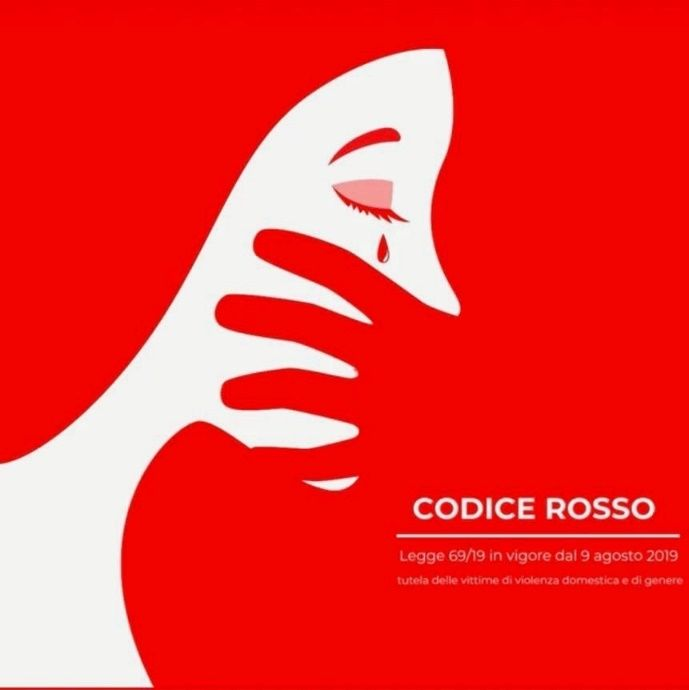 CODICE ROSSO
Legge 69/19 in vigore dal 9 agosto 2019
tutela delle vittime di violenza domestica e di genere